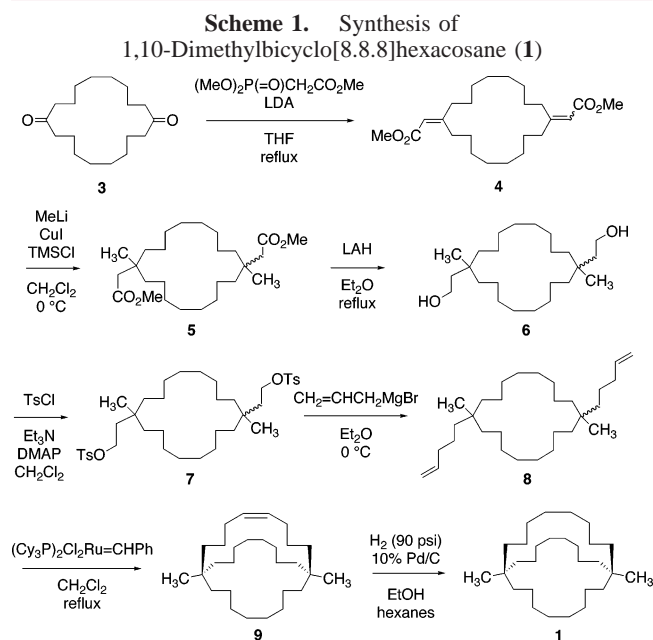 Scheme 1. Synthesis of
1,10-Dimethylbicyclo[8.8.8]hexacosane (1)
(MeO)₂P(=O)CH₂CO₂Me
LDA
THF
reflux
O
O
3
MeO₂C
CO₂Me
4
MeLi
CuI
TMSCl
CH₂Cl₂
0 °C
H₃C
CO₂Me
CO₂Me
CH₃
5
LAH
Et₂O
reflux
H₃C
OH
HO
CH₃
6
TsCl
Et₃N
DMAP
CH₂Cl₂
H₃C
OTs
TsO
CH₃
7
CH₂=CHCH₂MgBr
Et₂O
0 °C
H₃C
CH₃
8
(Cy₃P)₂Cl₂Ru=CHPh
CH₂Cl₂
reflux
H₃C
CH₃
9
H₂ (90 psi)
10% Pd/C
EtOH
hexanes
H₃C
CH₃
1